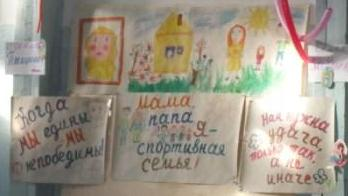 Когда
мы едины
мы
непобедимы!
мама
папа
я -
спортивная
семья!
Нам нужна
удача
только так,
а не
иначе